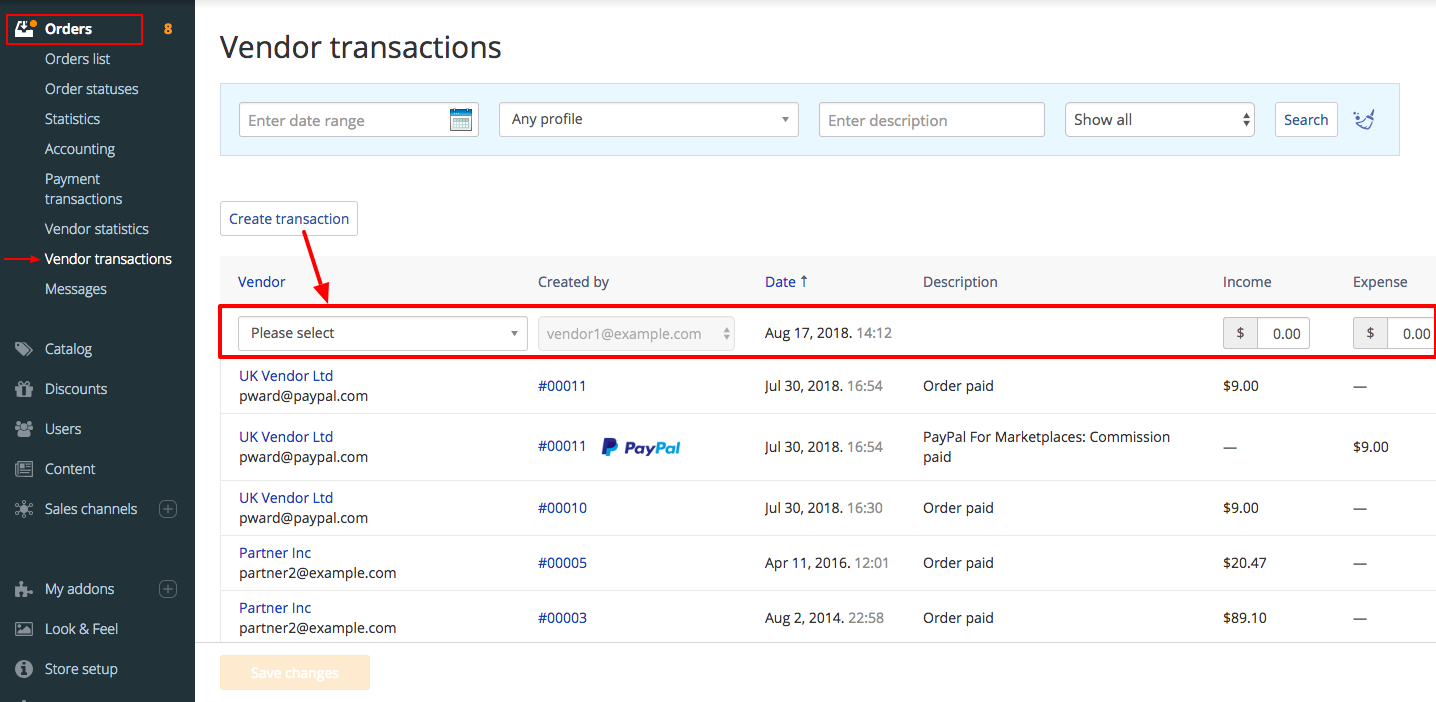 Orders 8
Orders list
Order statuses
Statistics
Accounting
Payment
transactions
Vendor statistics
Vendor transactions
Messages
Catalog
Discounts
Users
Content
Sales channels
My addons
Look & Feel
Store setup
Vendor transactions
Enter date range Any profile Enter description Show all Search
Create transaction
Vendor Created by Date ↑ Description Income Expense
Please select vendor1@example.com Aug 17, 2018. 14:12 $ 0.00 $ 0.00
UK Vendor Ltd
pward@paypal.com #00011 Jul 30, 2018. 16:54 Order paid $9.00 —
UK Vendor Ltd
pward@paypal.com #00011 PayPal Jul 30, 2018. 16:54 PayPal For Marketplaces: Commission — $9.00
paid
UK Vendor Ltd
pward@paypal.com #00010 Jul 30, 2018. 16:30 Order paid $9.00 —
Partner Inc
partner2@example.com #00005 Apr 11, 2016. 12:01 Order paid $20.47 —
Partner Inc
partner2@example.com #00003 Aug 2, 2014. 22:58 Order paid $89.10 —
Save changes